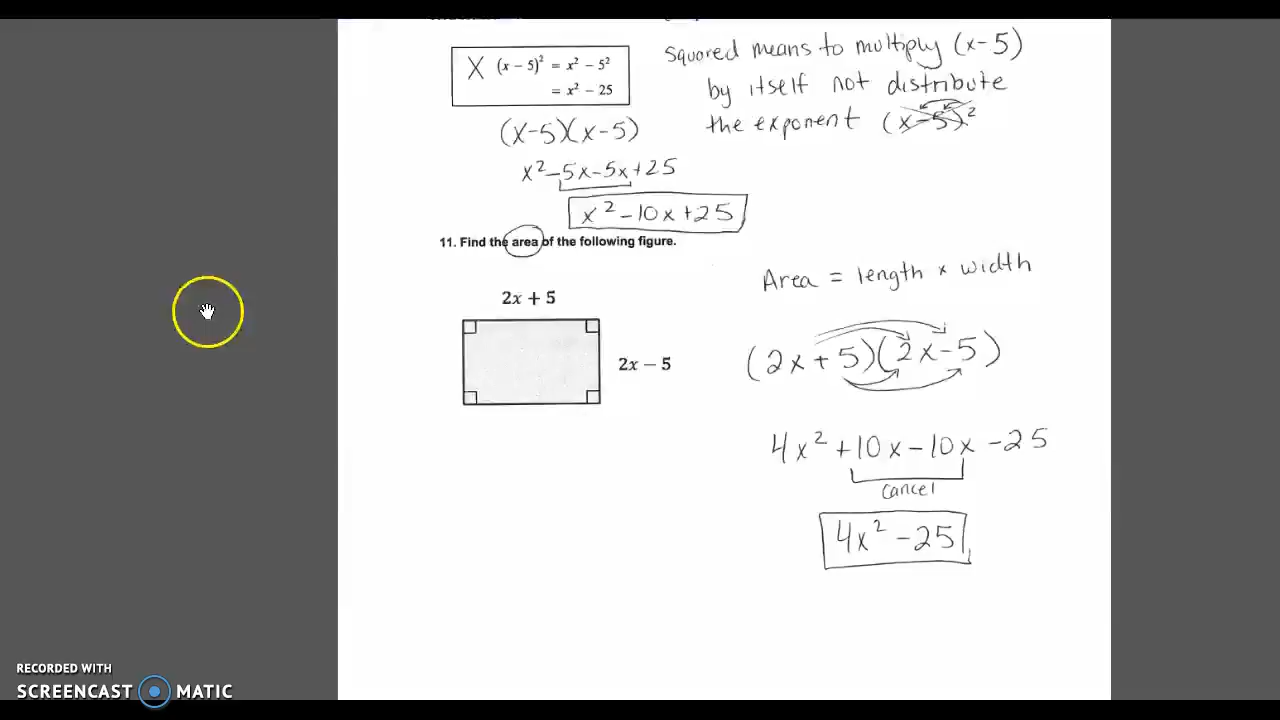 X (x − 5)² = x² − 5²
= x² − 25
squared means to multiply (x-5)
by itself not distribute
the exponent (x-5)²
(x-5)(x-5)
x²-5x-5x+25
x²-10x+25
11. Find the area of the following figure.
Area = length × width
2x + 5
2x − 5
(2x+5)(2x-5)
4x²+10x-10x-25
cancel
4x²-25
RECORDED WITH
SCREENCAST MATIC